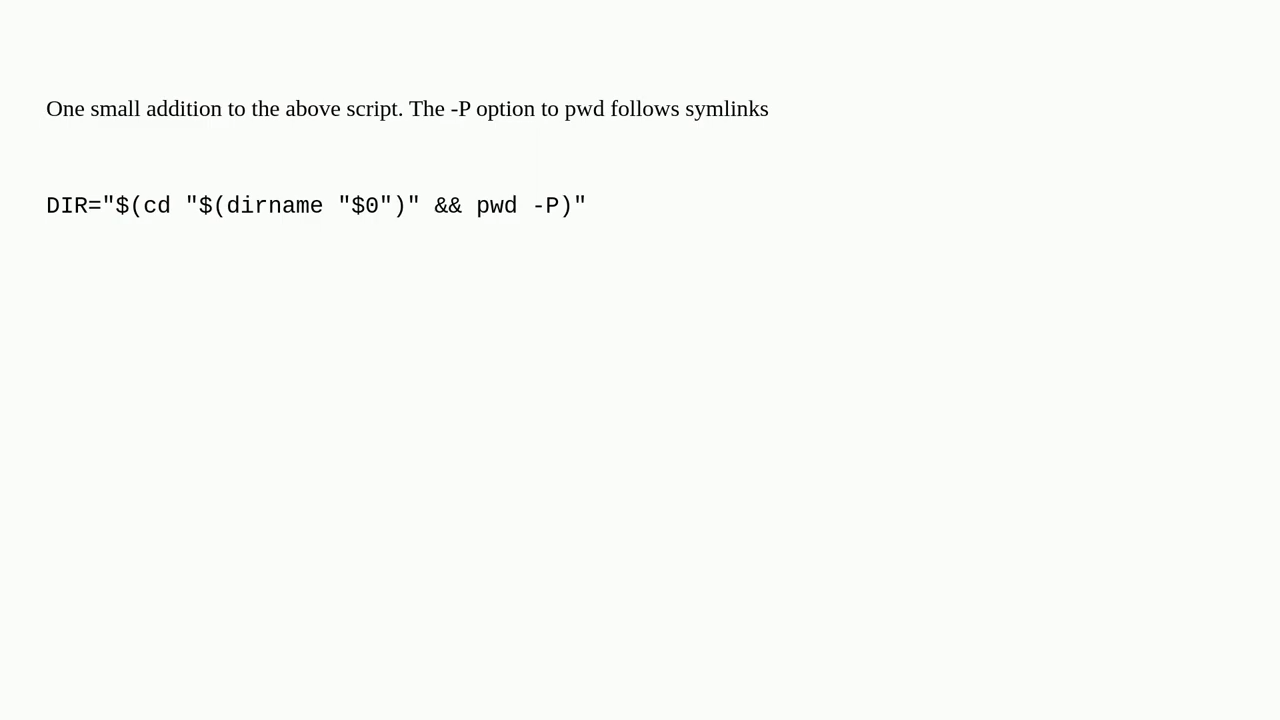 One small addition to the above script. The -P option to pwd follows symlinks
DIR="$(cd "$(dirname "$0")" && pwd -P)"